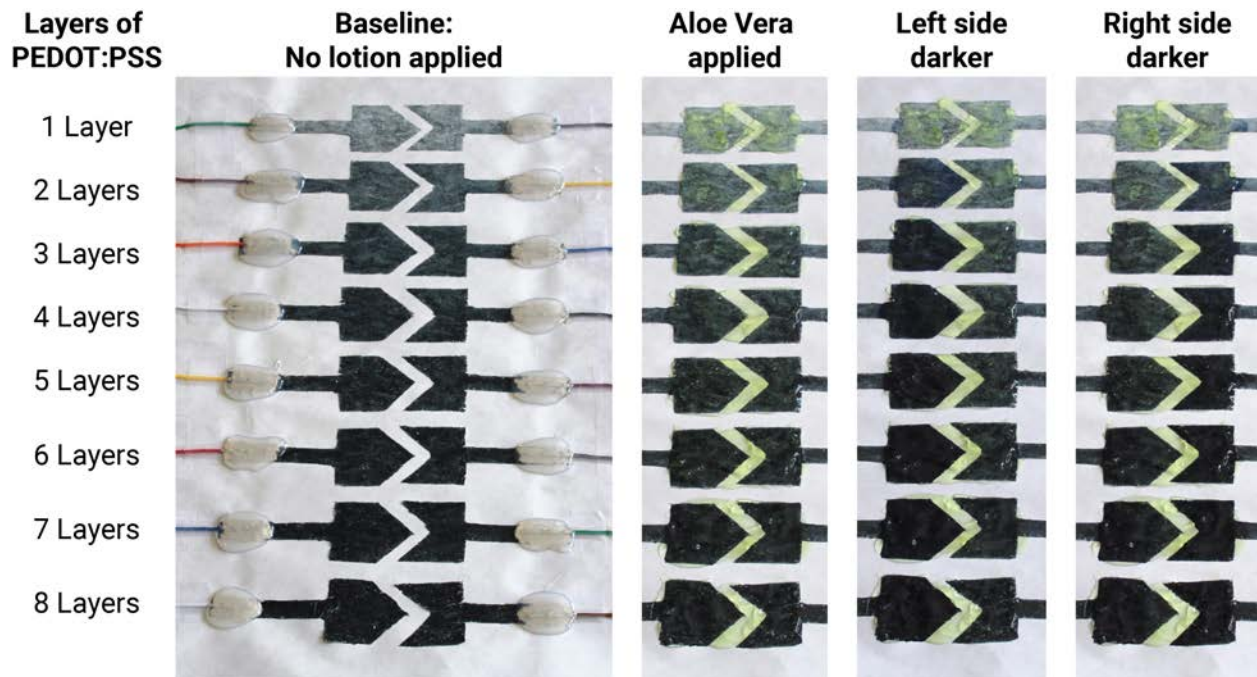 Layers of
PEDOT:PSS
Baseline:
No lotion applied
Aloe Vera
applied
Left side
darker
Right side
darker
1 Layer
2 Layers
3 Layers
4 Layers
5 Layers
6 Layers
7 Layers
8 Layers